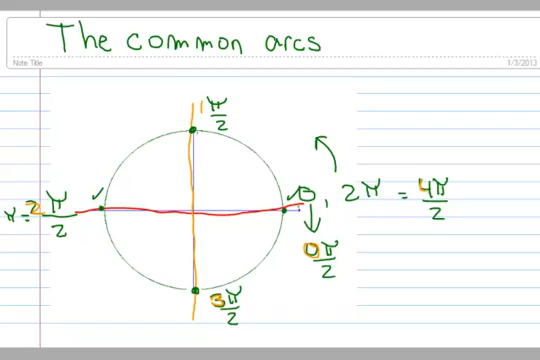 The common arcs
Note Title
1/3/2013
1π/2
π = 2π/2
0, 2π = 4π/2
0π/2
3π/2